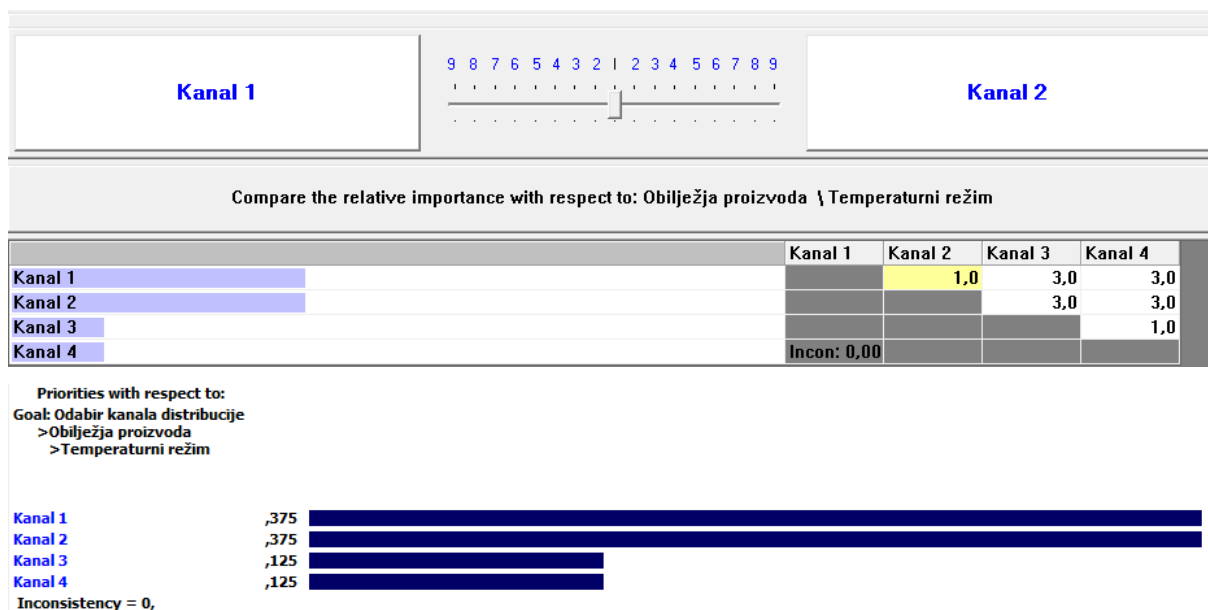 9 8 7 6 5 4 3 2 | 2 3 4 5 6 7 8 9
Kanal 1
Kanal 2
Compare the relative importance with respect to: Obilježja proizvoda \ Temperaturni režim
Kanal 1 Kanal 2 Kanal 3 Kanal 4
Kanal 1 1,0 3,0 3,0
Kanal 2 3,0 3,0
Kanal 3 1,0
Kanal 4 Incon: 0,00
Priorities with respect to:
Goal: Odabir kanala distribucije
>Obilježja proizvoda
>Temperaturni režim
Kanal 1 ,375
Kanal 2 ,375
Kanal 3 ,125
Kanal 4 ,125
Inconsistency = 0,